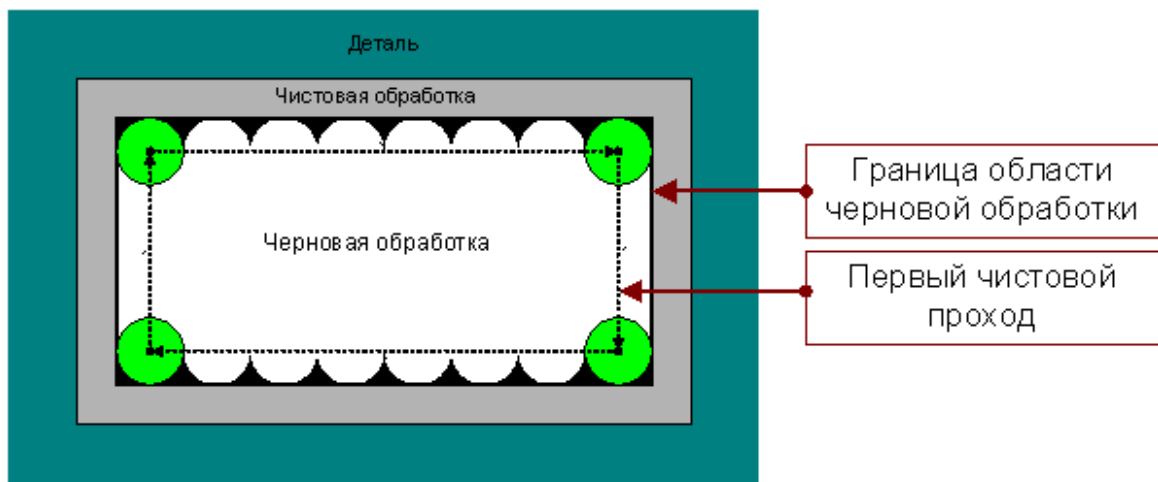 Деталь
Чистовая обработка
Черновая обработка
Граница области
черновой обработки
Первый чистовой
проход